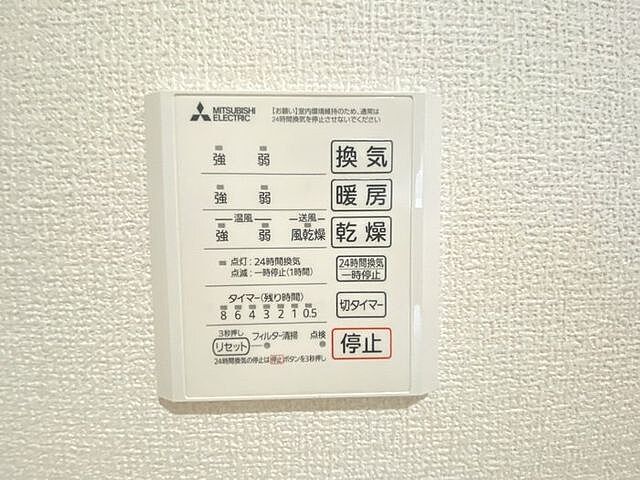 MITSUBISHI
ELECTRIC
【お願い】室内環境維持のため、通常は
24時間換気を停止させないでください
強 弱 換気
強 弱 暖房
温風 送風
強 弱 風乾燥 乾燥
点灯:24時間換気
点滅:一時停止(1時間)
24時間換気
一時停止
タイマー(残り時間)
8 6 4 3 2 1 0.5
切タイマー
3秒押し
リセット フィルター清掃 点検
停止
24時間換気の停止は停止ボタンを3秒押し